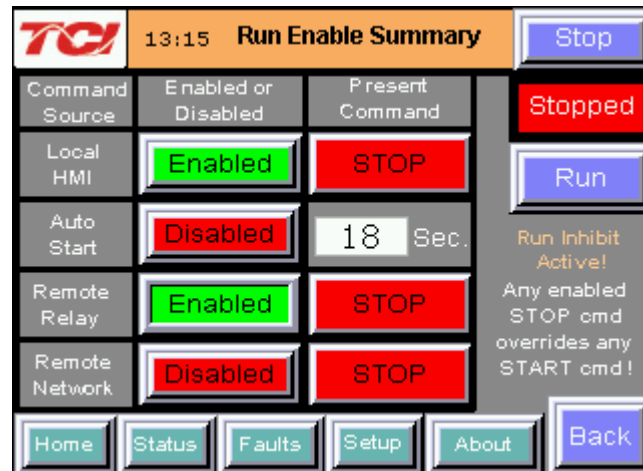 TCI 13:15 Run Enable Summary Stop
Command Source
Enabled or Disabled
Present Command
Stopped
Local HMI
Enabled
STOP
Run
Auto Start
Disabled
18 Sec.
Run Inhibit
Active!
Remote Relay
Enabled
STOP
Any enabled
STOP cmd
overrides any
START cmd!
Remote Network
Disabled
STOP
Home Status Faults Setup About Back